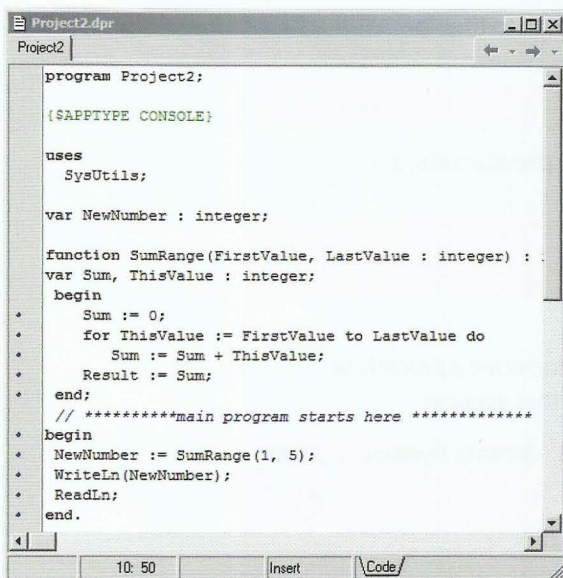 Project2.dpr
Project2
program Project2;
{$APPTYPE CONSOLE}
uses
SysUtils;
var NewNumber : integer;
function SumRange(FirstValue, LastValue : integer) :
var Sum, ThisValue : integer;
begin
Sum := 0;
for ThisValue := FirstValue to LastValue do
Sum := Sum + ThisValue;
Result := Sum;
end;
// **********main program starts here *************
begin
NewNumber := SumRange(1, 5);
WriteLn(NewNumber);
ReadLn;
end.
10: 50 Insert \Code/